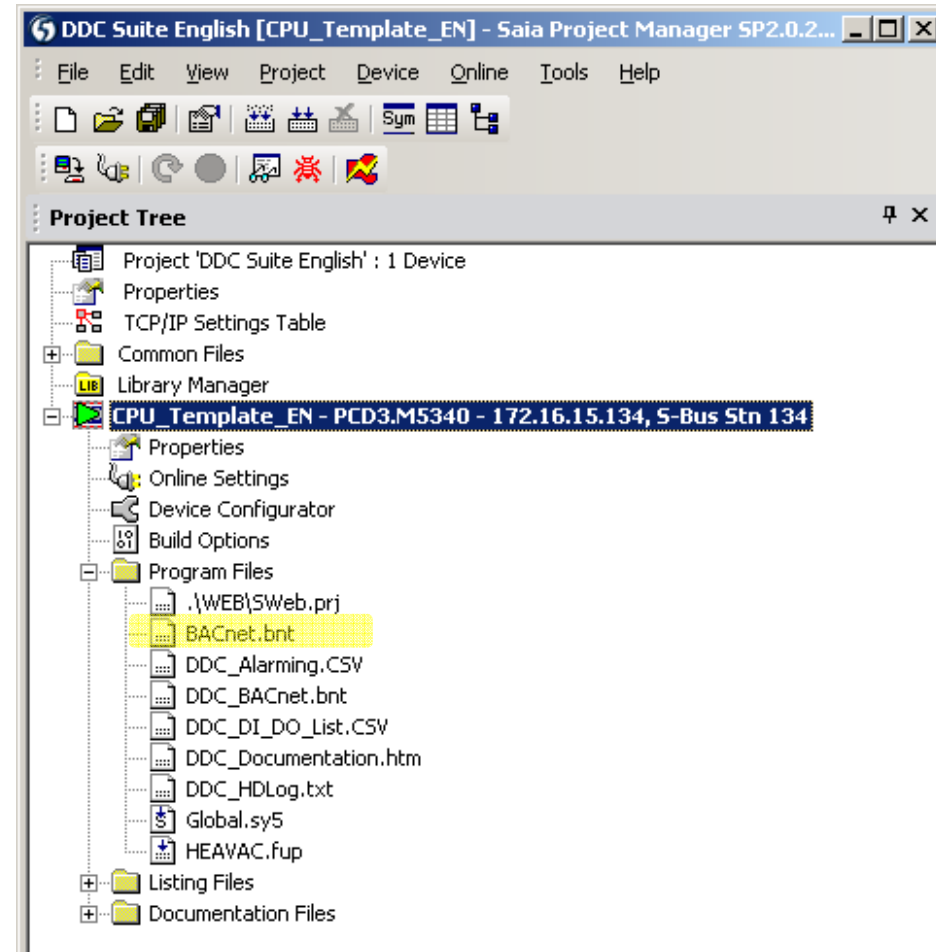 DDC Suite English [CPU_Template_EN] - Saia Project Manager SP2.0.2...
File Edit View Project Device Online Tools Help
Sym
Project Tree
Project 'DDC Suite English' : 1 Device
Properties
TCP/IP Settings Table
Common Files
LIB Library Manager
CPU_Template_EN - PCD3.M5340 - 172.16.15.134, S-Bus Stn 134
Properties
Online Settings
Device Configurator
Build Options
Program Files
.\WEB\SWeb.prj
BACnet.bnt
DDC_Alarming.CSV
DDC_BACnet.bnt
DDC_DI_DO_List.CSV
DDC_Documentation.htm
DDC_HDLog.txt
Global.sy5
HEAVAC.fup
Listing Files
Documentation Files